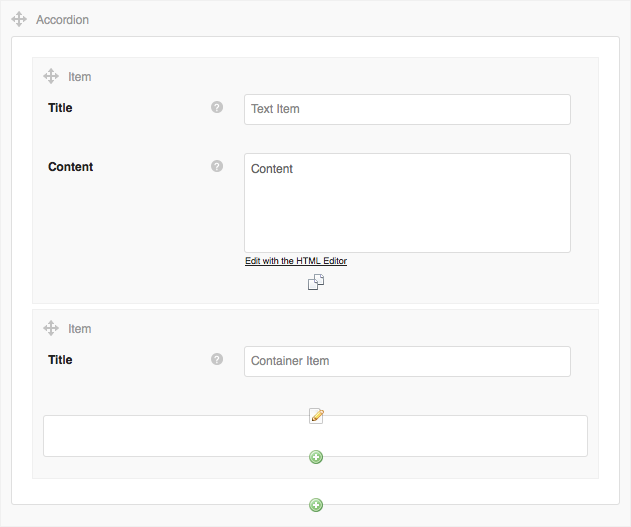 Accordion
Item
Title ? Text Item
Content ? Content
Edit with the HTML Editor
Item
Title ? Container Item